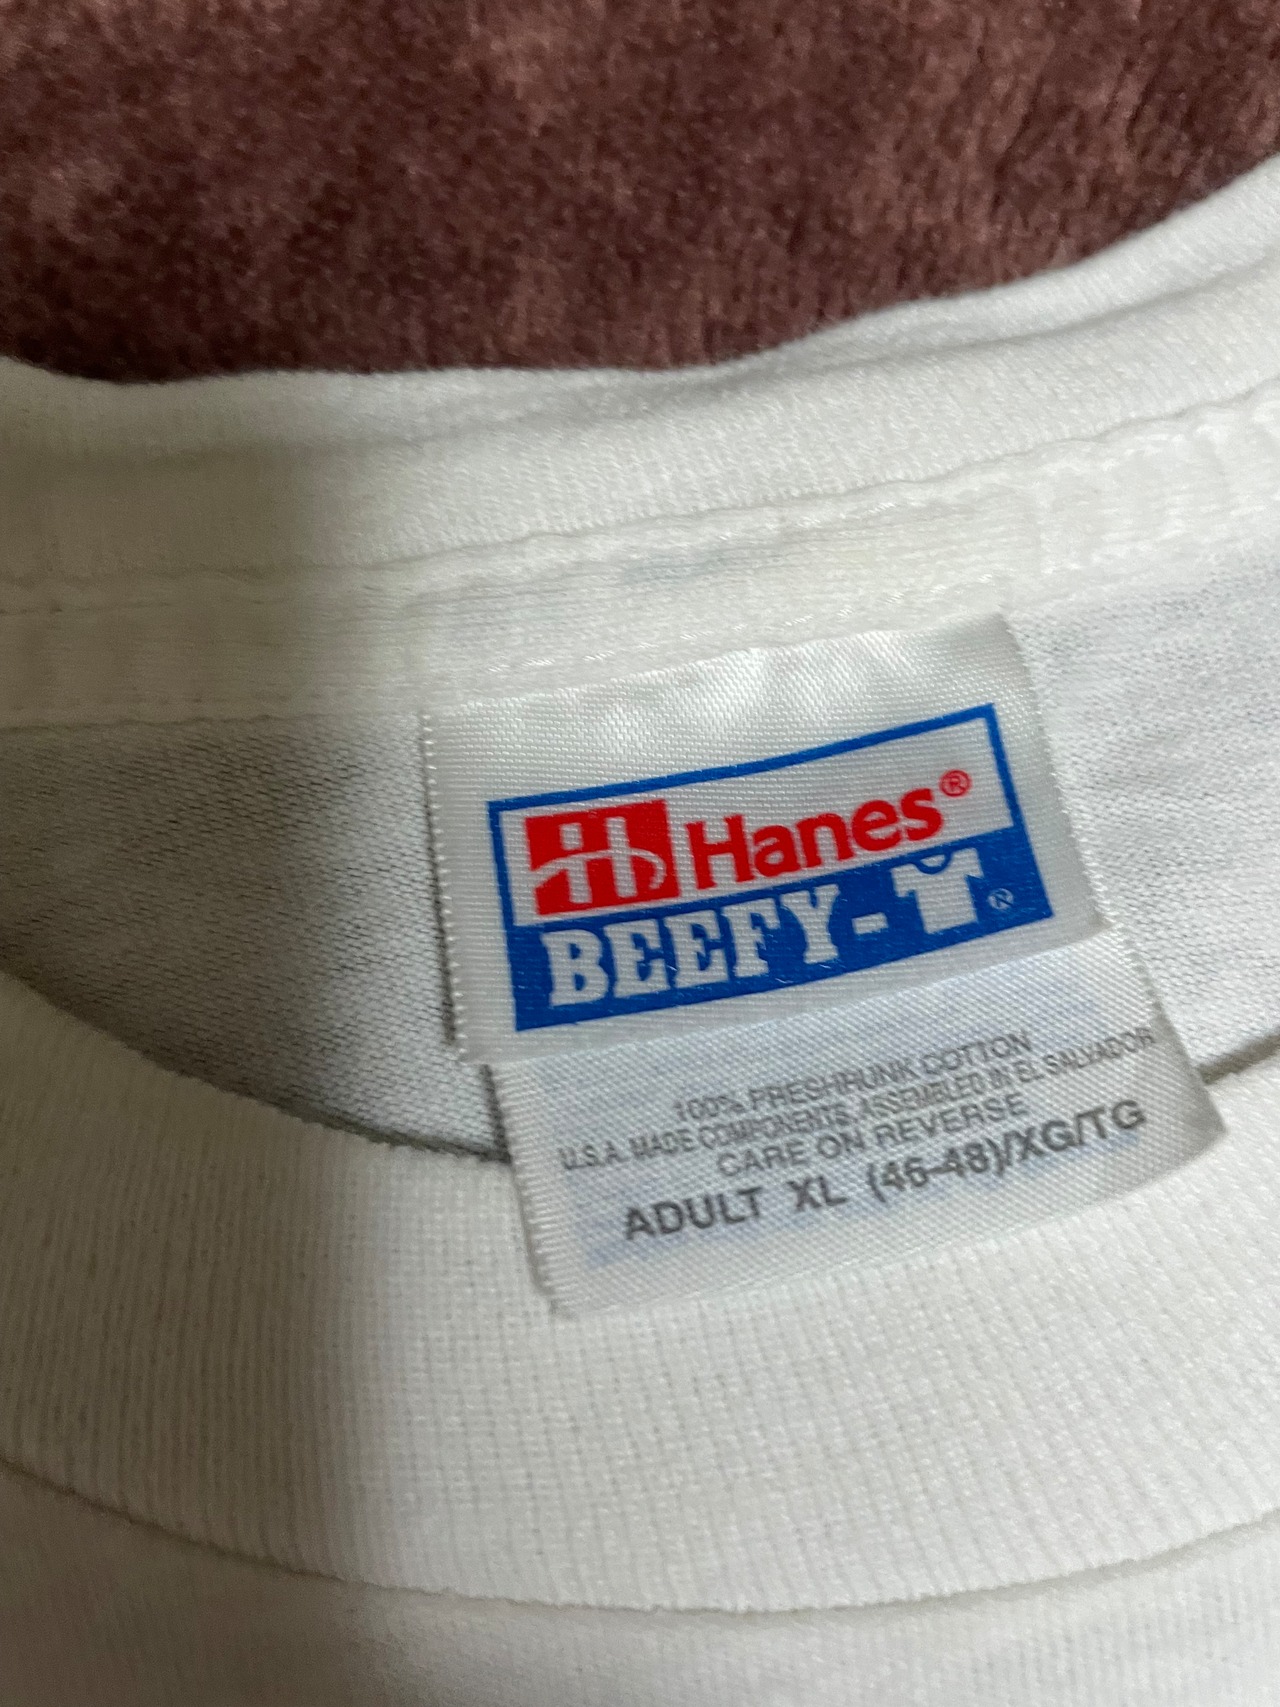 Hanes®
BEEFY-T®
100% PRESHRUNK COTTON
U.S.A. MADE COMPONENTS, ASSEMBLED IN EL SALVADOR
CARE ON REVERSE
ADULT XL (46-48)/XG/TG